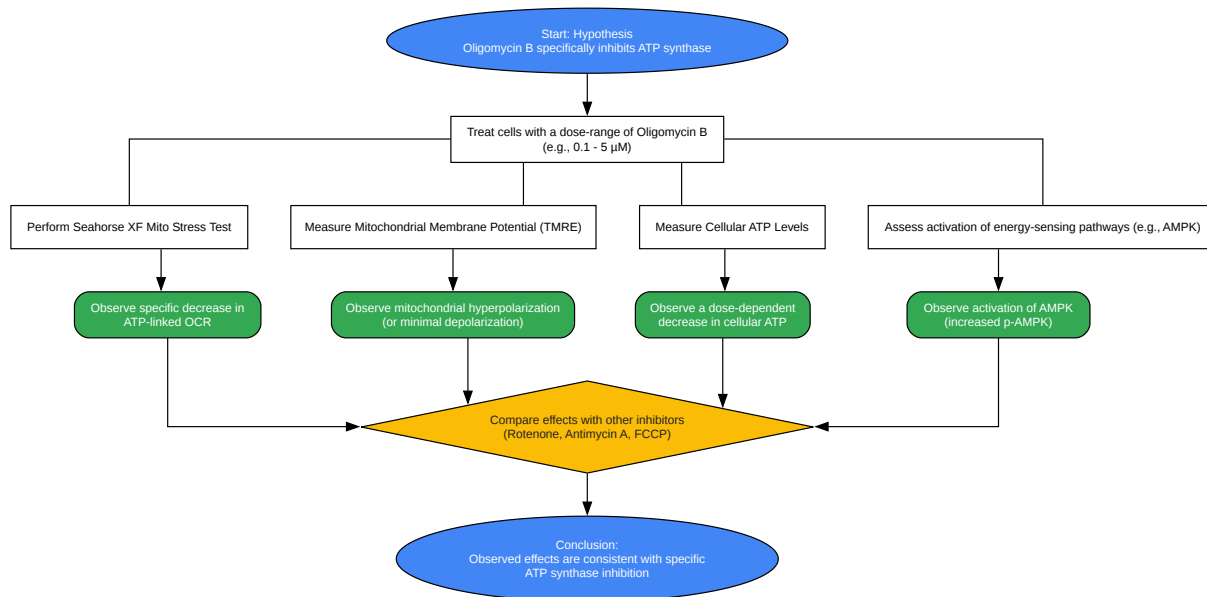 Start: Hypothesis
Oligomycin B specifically inhibits ATP synthase
Treat cells with a dose-range of Oligomycin B
(e.g., 0.1 - 5 µM)
Perform Seahorse XF Mito Stress Test
Measure Mitochondrial Membrane Potential (TMRE)
Measure Cellular ATP Levels
Assess activation of energy-sensing pathways (e.g., AMPK)
Observe specific decrease in
ATP-linked OCR
Observe mitochondrial hyperpolarization
(or minimal depolarization)
Observe a dose-dependent
decrease in cellular ATP
Observe activation of AMPK
(increased p-AMPK)
Compare effects with other inhibitors
(Rotenone, Antimycin A, FCCP)
Conclusion:
Observed effects are consistent with specific
ATP synthase inhibition